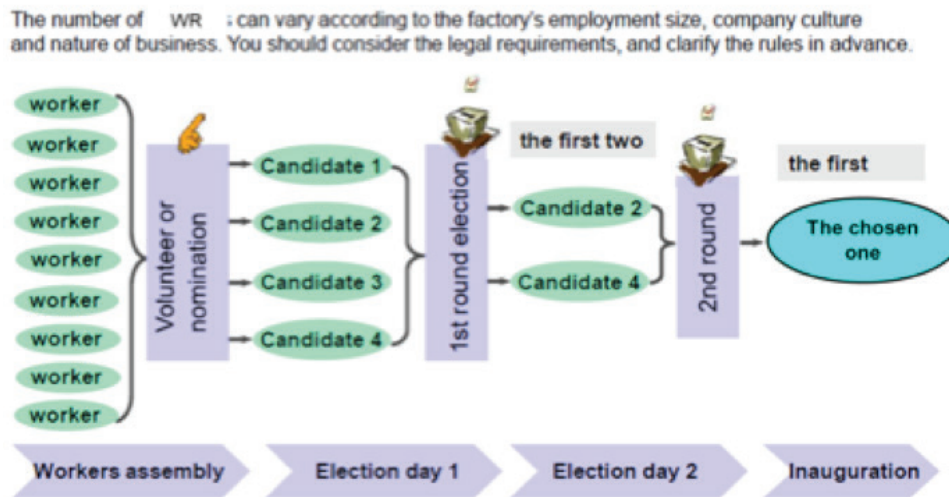 The number of WR s can vary according to the factory's employment size, company culture
and nature of business. You should consider the legal requirements, and clarify the rules in advance.
worker
worker
worker
worker
worker
worker
worker
worker
worker
Volunteer or
nomination
Candidate 1
Candidate 2
Candidate 3
Candidate 4
1st round election
the first two
Candidate 2
Candidate 4
2nd round
the first
The chosen
one
Workers assembly
Election day 1
Election day 2
Inauguration